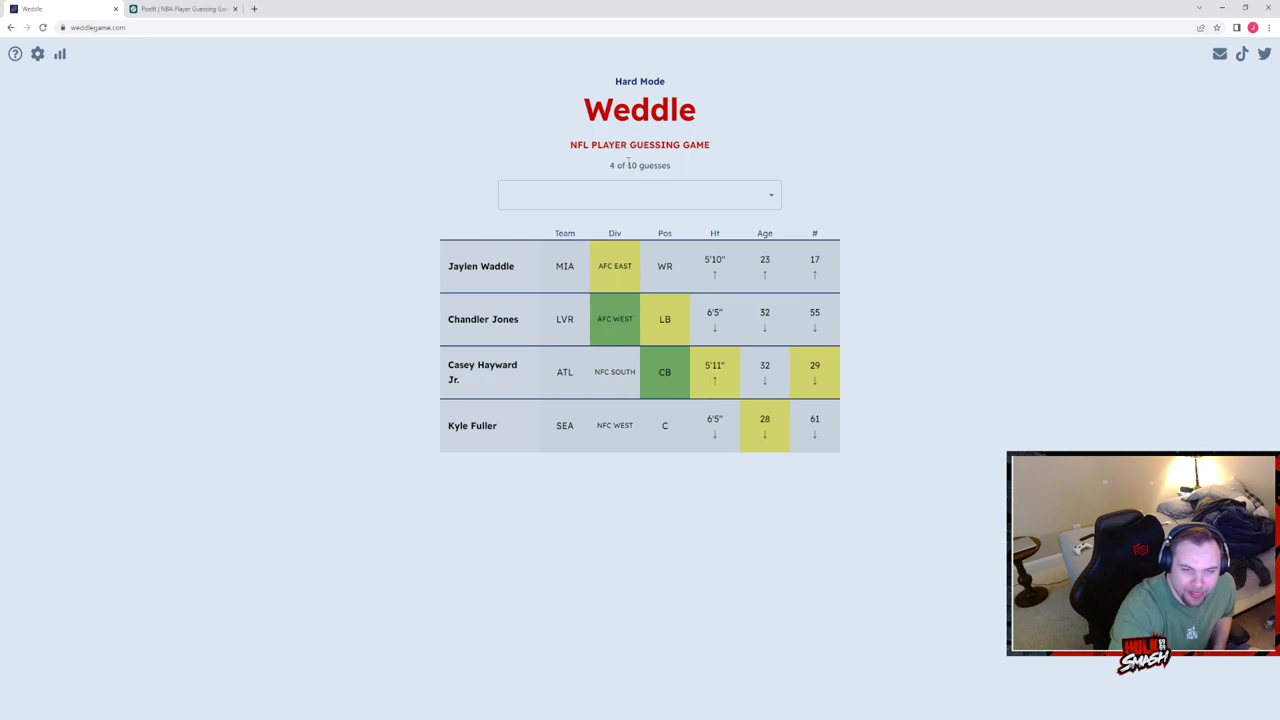 Weddle
Poeltl | NBA Player Guessing Ga
weddlegame.com
J
Hard Mode
Weddle
NFL PLAYER GUESSING GAME
4 of 10 guesses
Team Div Pos Ht Age #
Jaylen Waddle MIA AFC EAST WR 5'10" ↑ 23 ↑ 17 ↑
Chandler Jones LVR AFC WEST LB 6'5" ↓ 32 ↓ 55 ↓
Casey Hayward
Jr. ATL NFC SOUTH CB 5'11" ↑ 32 ↓ 29 ↓
Kyle Fuller SEA NFC WEST C 6'5" ↓ 28 ↓ 61 ↓
HULK
SMASH